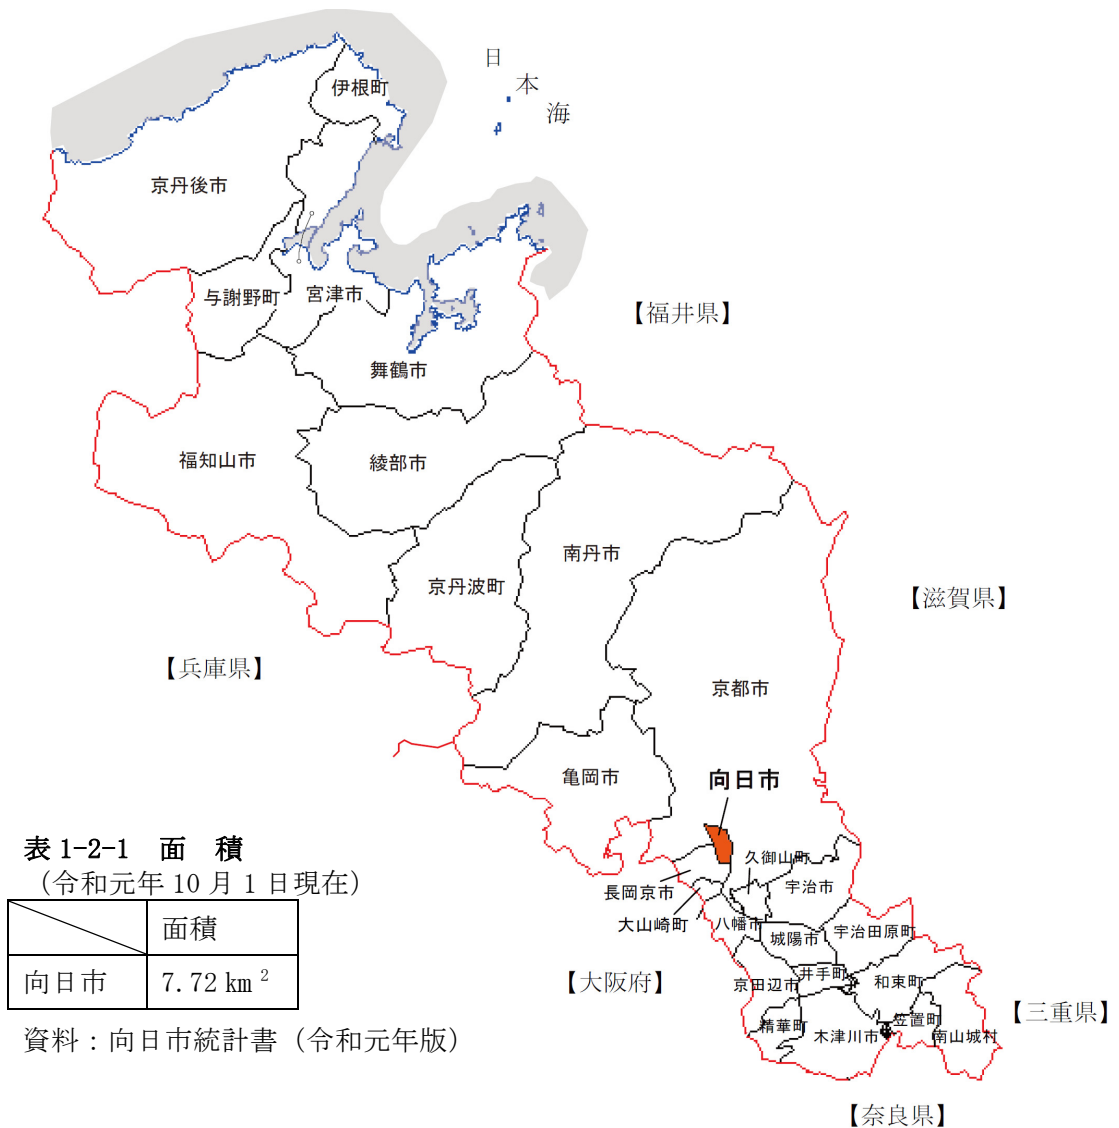 日
本
海
伊根町
京丹後市
与謝野町
宮津市
【福井県】
舞鶴市
福知山市
綾部市
南丹市
京丹波町
【滋賀県】
【兵庫県】
京都市
亀岡市
向日市
表 1-2-1 面 積
(令和元年 10 月 1 日現在)
面積
向日市 7.72 km²
資料：向日市統計書（令和元年版）
久御山町
長岡京市
宇治市
大山崎町
八幡市
城陽市
宇治田原町
【大阪府】
京田辺市
井手町
和束町
【三重県】
精華町
木津川市
笠置町
南山城村
【奈良県】